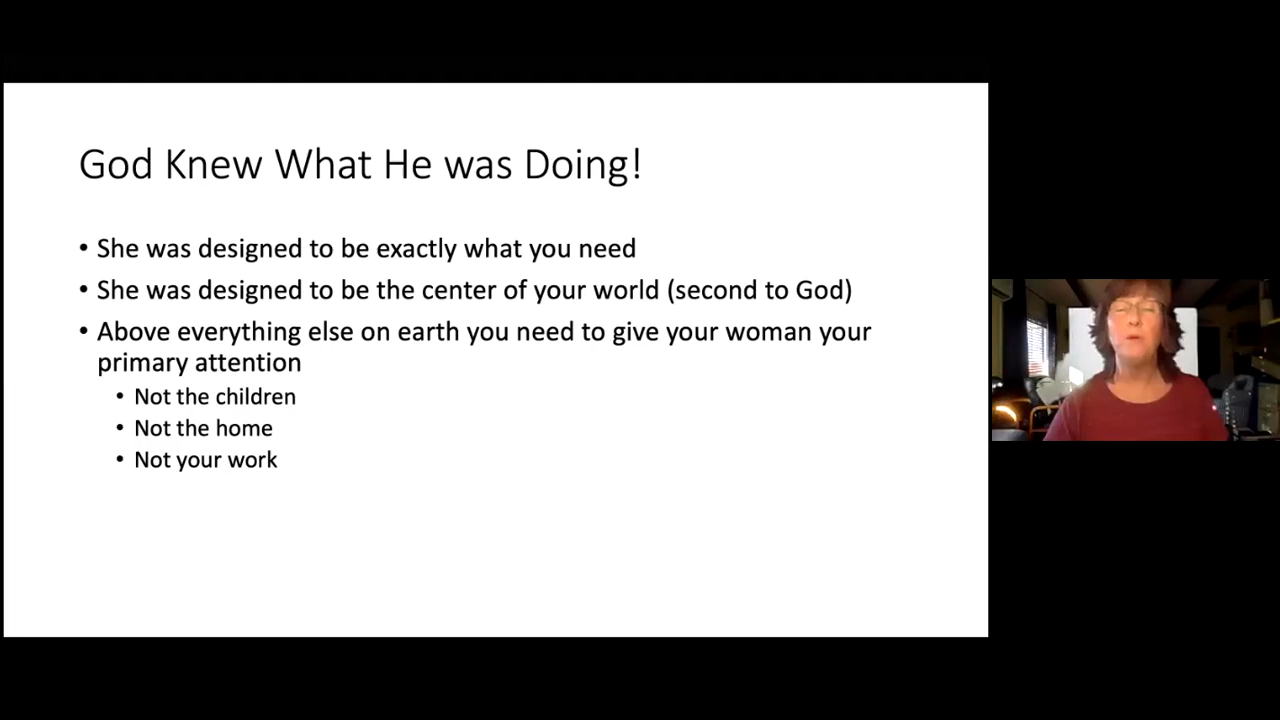 God Knew What He was Doing!
• She was designed to be exactly what you need
• She was designed to be the center of your world (second to God)
• Above everything else on earth you need to give your woman your
primary attention
• Not the children
• Not the home
• Not your work